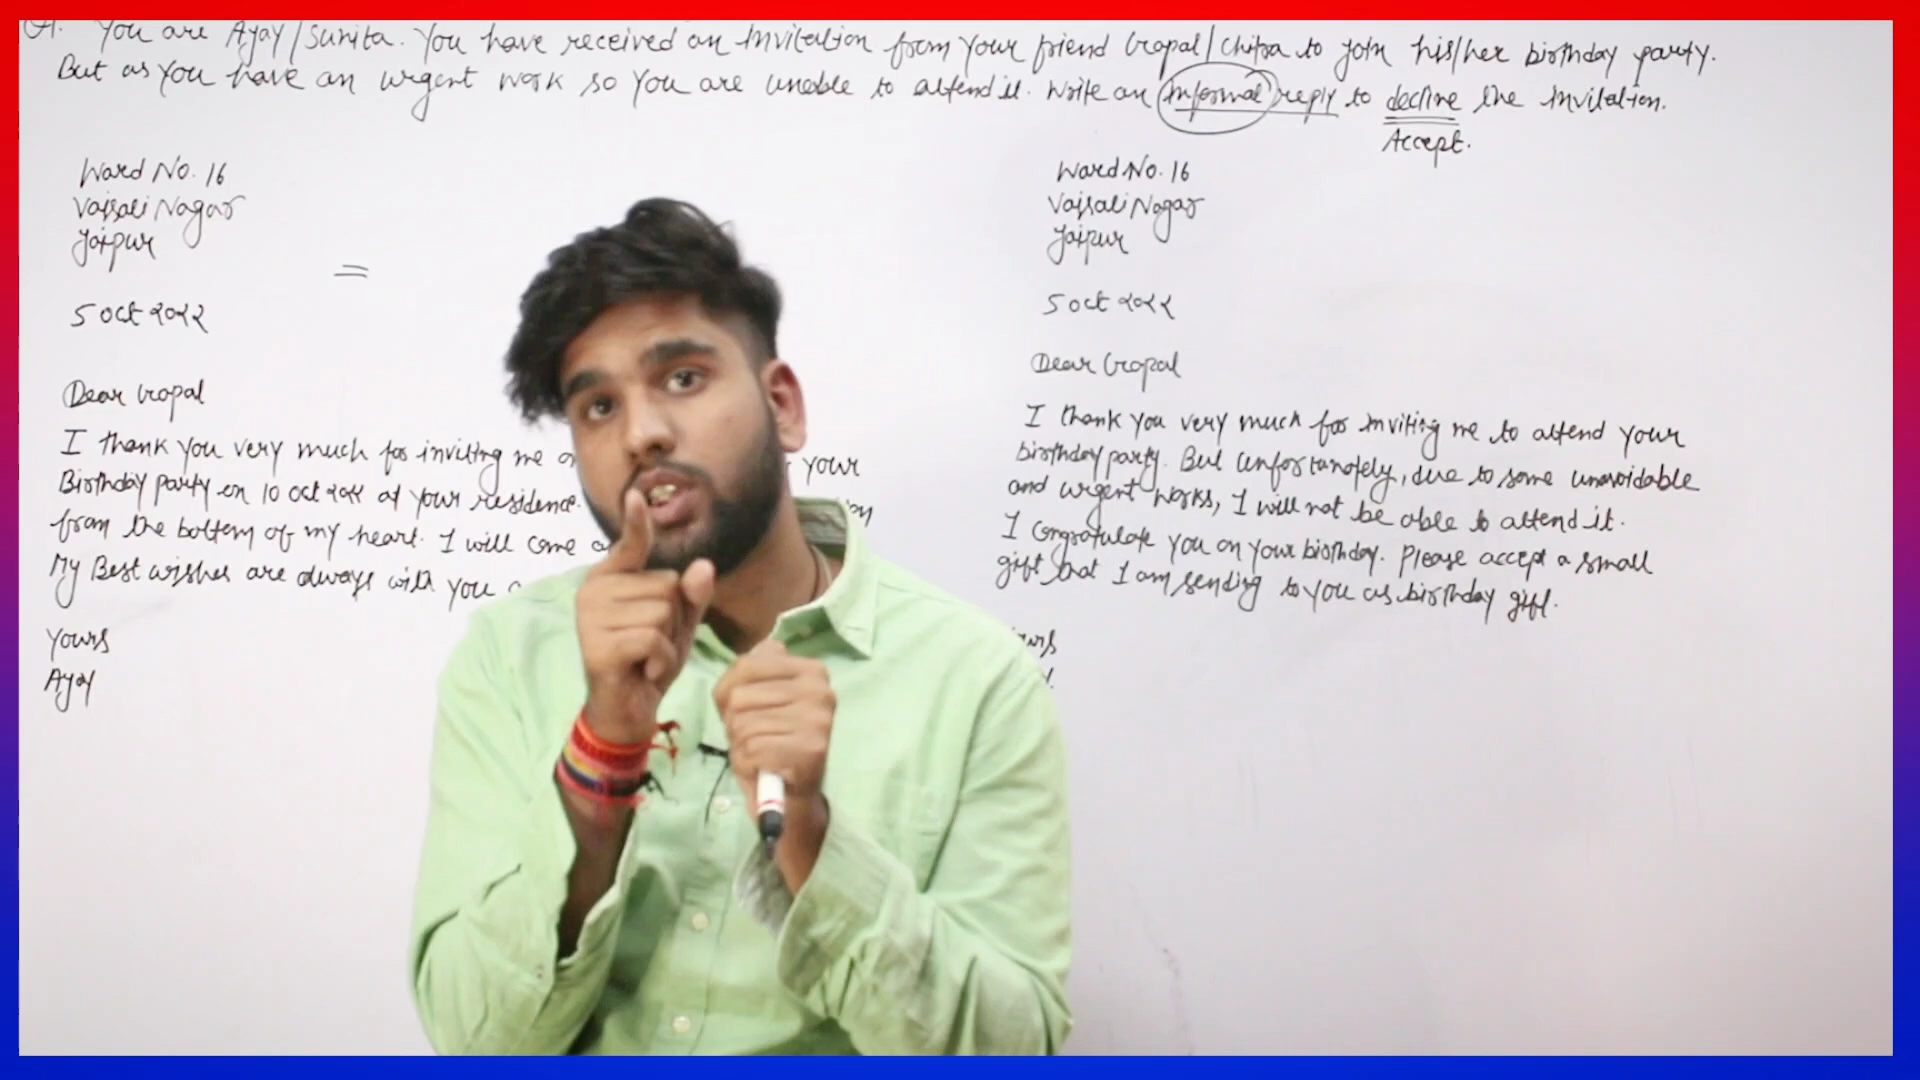 Q1. You are Ajay/Sunita. You have received an Invitation from your friend Gopal/Chitra to join his/her birthday party.
But as you have an urgent work so you are unable to attend it. Write an informal reply to decline the invitation.
Accept.
Ward No. 16
Vaisali Nagar
Jaipur
=
5 oct 2022
Dear Gopal
I thank you very much for inviting me o
your
Birthday party on 10 oct 2022 at your residence.
from the bottom of my heart. I will come
My Best wishes are always with you
Yours
Ajay
Ward No. 16
Vaisali Nagar
Jaipur
5 oct 2022
Dear Gopal
I thank you very much for inviting me to attend your
birthday party. But unfortunately, due to some unavoidable
and urgent works, I will not be able to attend it.
I congratulate you on your birthday. Please accept a small
gift that I am sending to you as birthday gift.